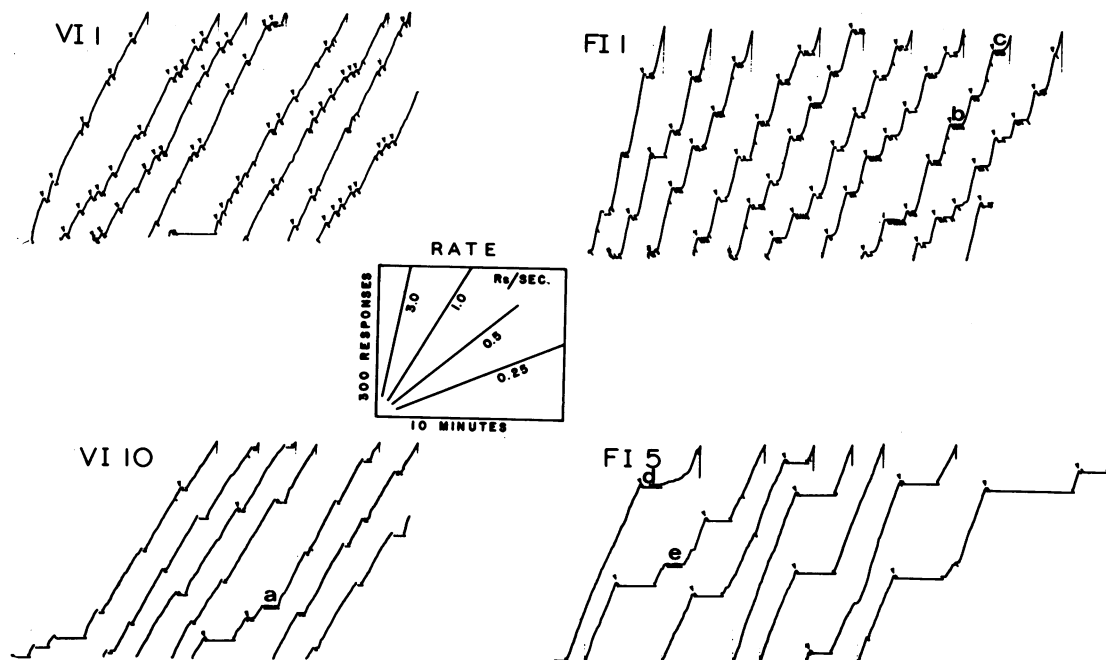 VI 1
FI 1
c
b
RATE
Rs/SEC.
3.0
1.0
0.5
0.25
300 RESPONSES
10 MINUTES
VI 10
FI 5
d
e
a